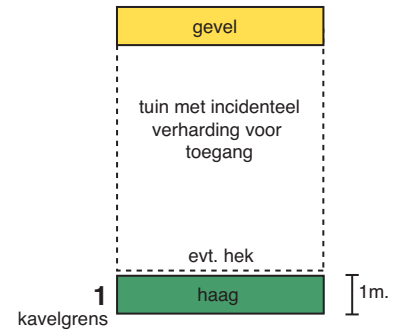 gevel
tuin met incidenteel
verharding voor
toegang
evt. hek
haag
1m.
1
kavelgrens